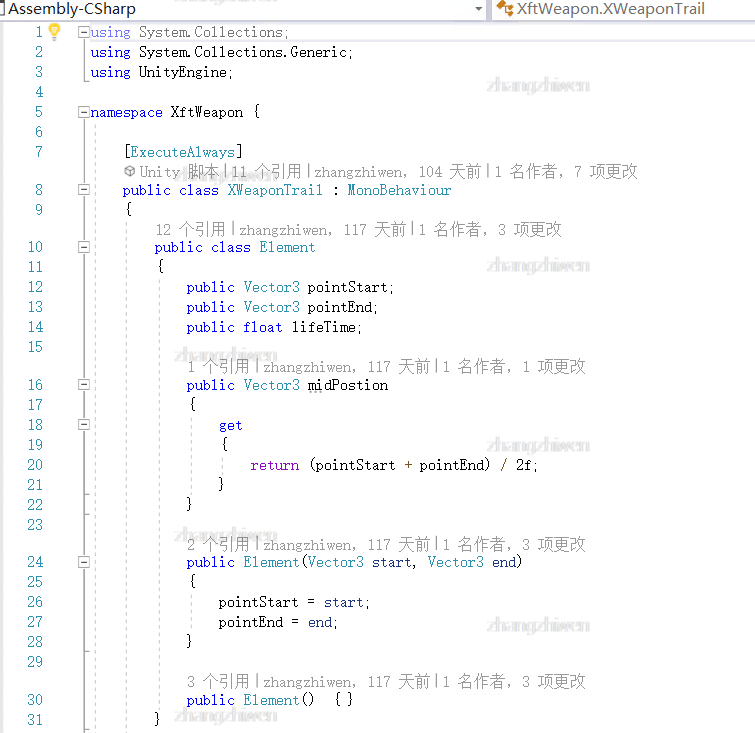 Assembly-CSharp
XftWeapon.XWeaponTrail
1 using System.Collections;
2 using System.Collections.Generic;
3 using UnityEngine;
zhangzhiwen
4
5 namespace XftWeapon {
6
7 [ExecuteAlways]
Unity 脚本|11 个引用|zhangzhiwen，104 天前|1 名作者，7 项更改
zhangzhiwen
8 public class XWeaponTrail : MonoBehaviour
9 {
12 个引用|zhangzhiwen，117 天前|1 名作者，3 项更改
10 public class Element
11 {
zhangzhiwen
12 public Vector3 pointStart;
13 public Vector3 pointEnd;
14 public float lifeTime;
15
zhangzhiwen
1 个引用|zhangzhiwen，117 天前|1 名作者，1 项更改
16 public Vector3 midPostion
17 {
18 get
19 {
zhangzhiwen
20 return (pointStart + pointEnd) / 2f;
21 }
22 }
23
zhangzhiwen
2 个引用|zhangzhiwen，117 天前|1 名作者，3 项更改
24 public Element(Vector3 start, Vector3 end)
25 {
26 pointStart = start;
27 pointEnd = end;
zhangzhiwen
28 }
29
3 个引用|zhangzhiwen，117 天前|1 名作者，3 项更改
30 public Element() {}
31 }
zhangzhiwen